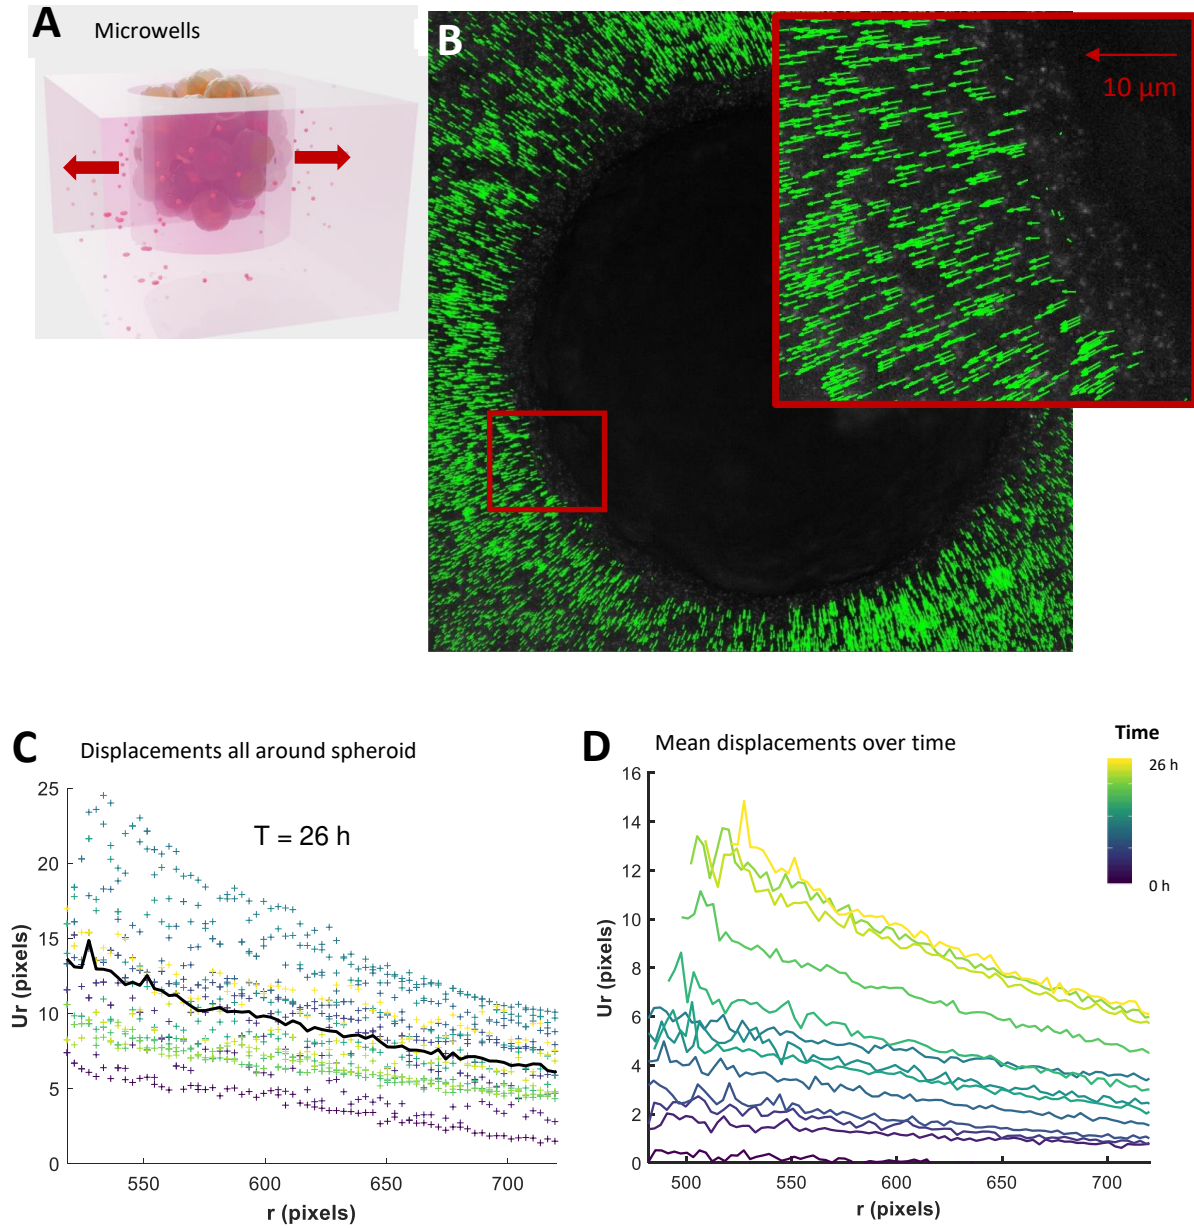 A
Microwells
B
10 µm
C
Displacements all around spheroid
T = 26 h
Ur (pixels)
25
20
15
10
5
0
550
600
650
700
r (pixels)
D
Mean displacements over time
Time
26 h
0 h
Ur (pixels)
16
14
12
10
8
6
4
2
0
500
550
600
650
700
r (pixels)